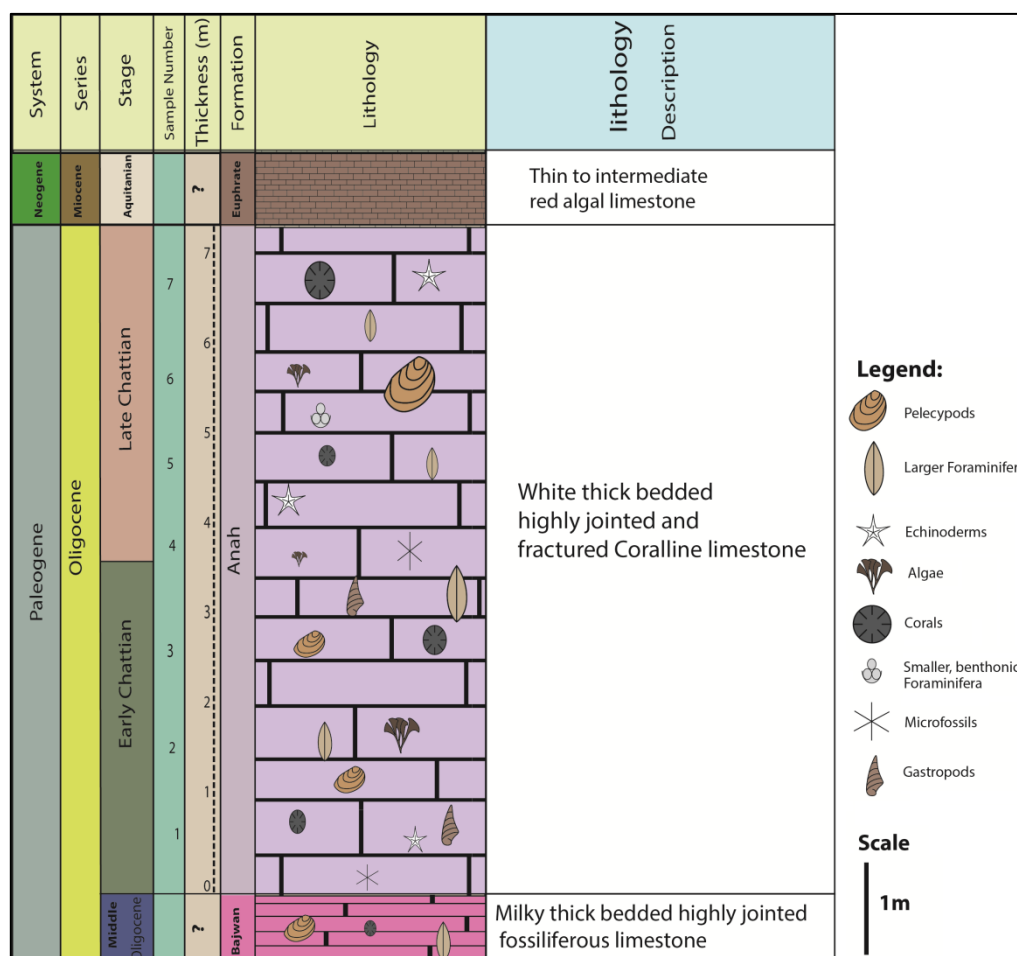 System
Series
Stage
Sample Number
Thickness (m)
Formation
Lithology
lithology
Description
Neogene
Miocene
Aquitanian
?
Euphrate
Thin to intermediate
red algal limestone
Paleogene
Oligocene
Late Chattian
Early Chattian
7
6
5
4
3
2
1
7
6
5
4
3
2
1
0
Anah
White thick bedded
highly jointed and
fractured Coralline limestone
Middle
Oligocene
?
Bajwan
Milky thick bedded highly jointed
fossiliferous limestone
Legend:
Pelecypods
Larger Foraminifer
Echinoderms
Algae
Corals
Smaller, benthonic
Foraminifera
Microfossils
Gastropods
Scale
1m